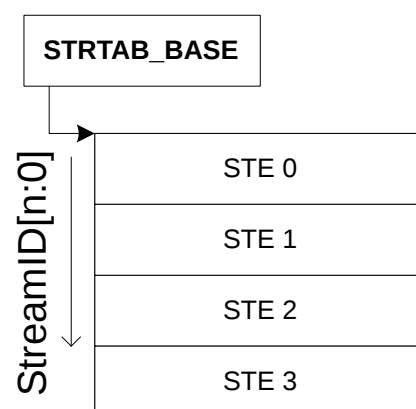 STRTAB_BASE
StreamID[n:0]
STE 0
STE 1
STE 2
STE 3